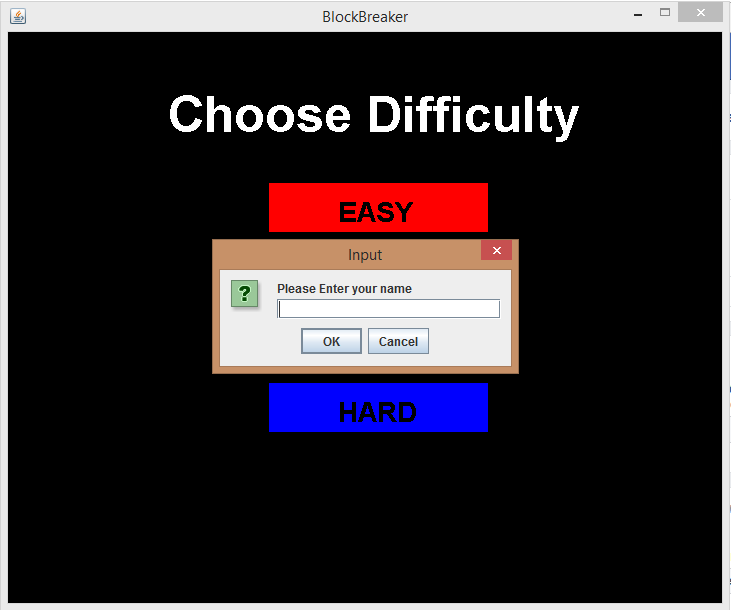 BlockBreaker
Choose Difficulty
EASY
Input
?
Please Enter your name
OK Cancel
HARD